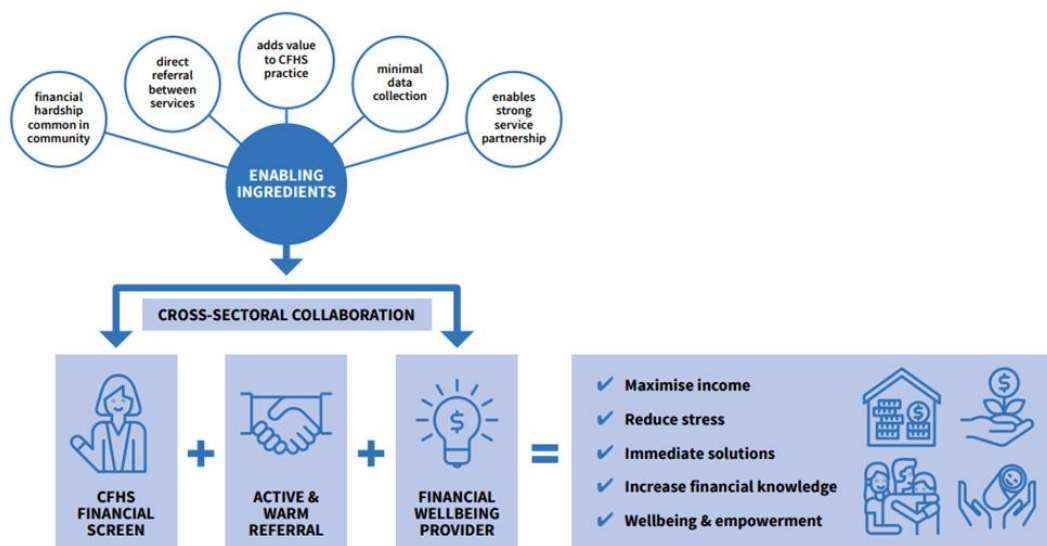 financial
hardship
common in
community
direct
referral
between
services
adds value
to CFHS
practice
minimal
data
collection
enables
strong
service
partnership
ENABLING
INGREDIENTS
CROSS-SECTORAL COLLABORATION
CFHS
FINANCIAL
SCREEN
+
ACTIVE &
WARM
REFERRAL
+
$
FINANCIAL
WELLBEING
PROVIDER
=
✔ Maximise income
✔ Reduce stress
✔ Immediate solutions
✔ Increase financial knowledge
✔ Wellbeing & empowerment
$
$